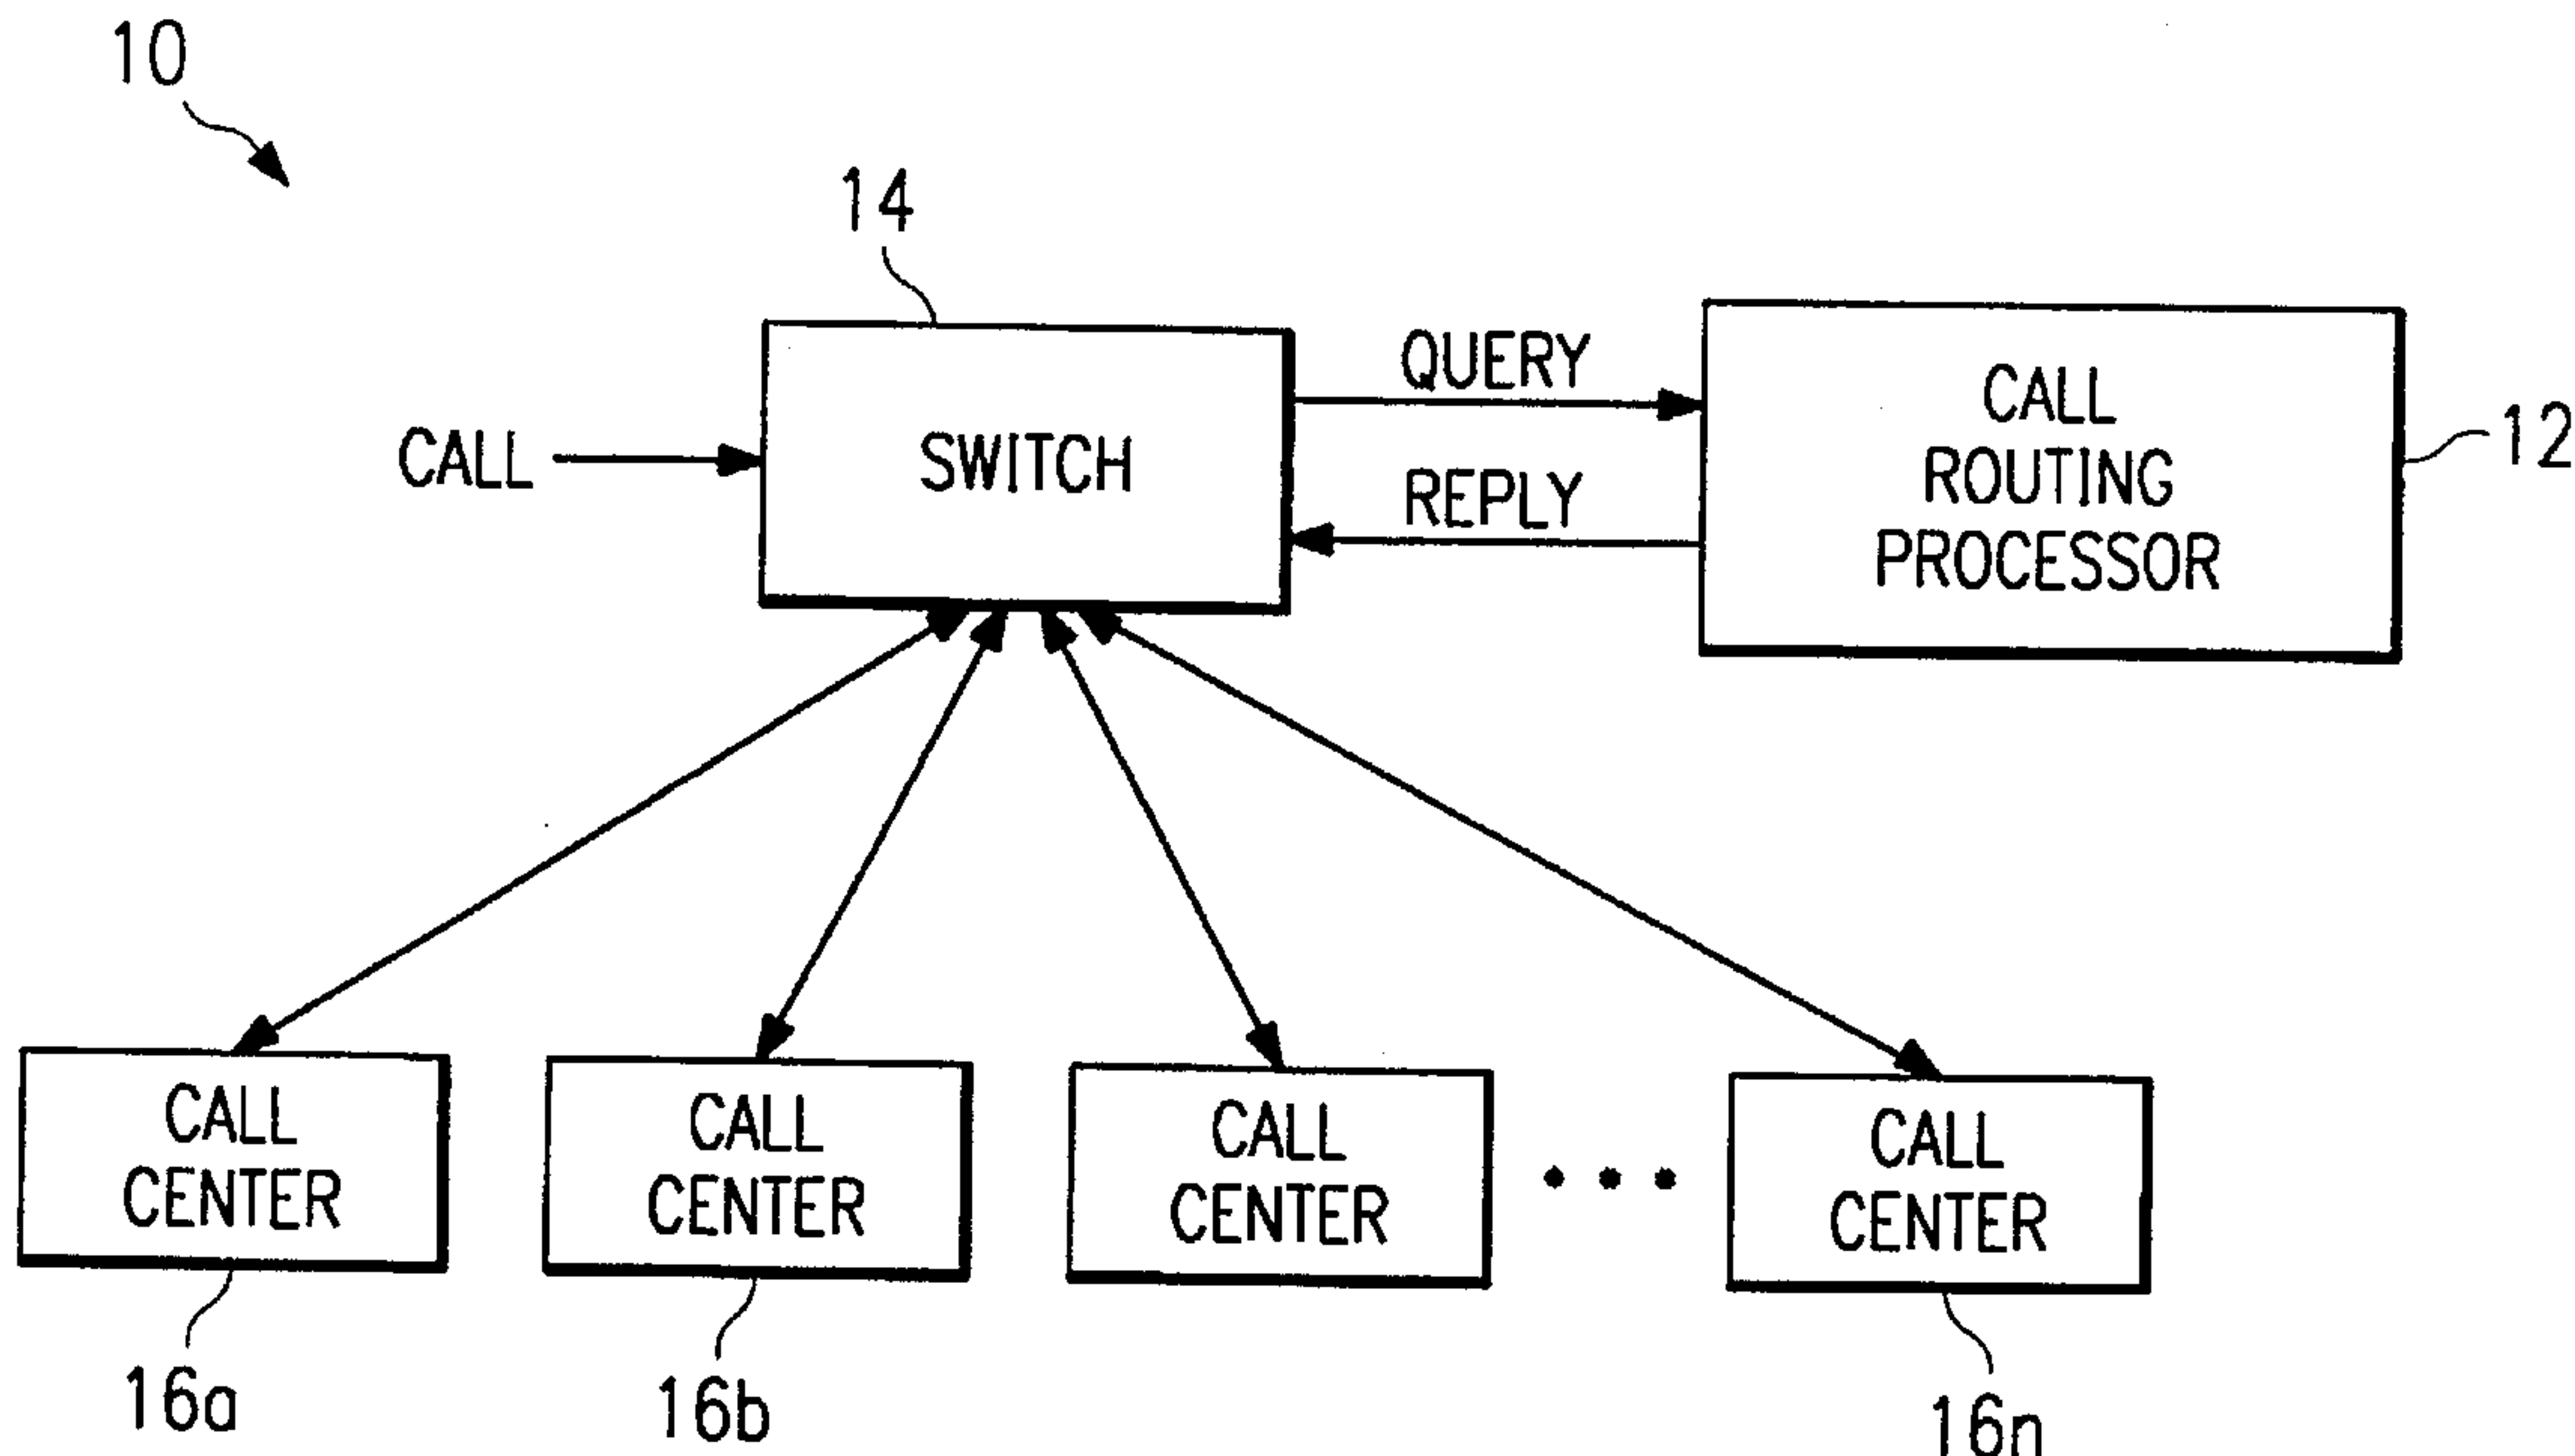 10
14
QUERY
CALL
ROUTING
PROCESSOR
12
CALL
SWITCH
REPLY
CALL
CENTER
CALL
CENTER
CALL
CENTER
CALL
CENTER
16a
16b
16n